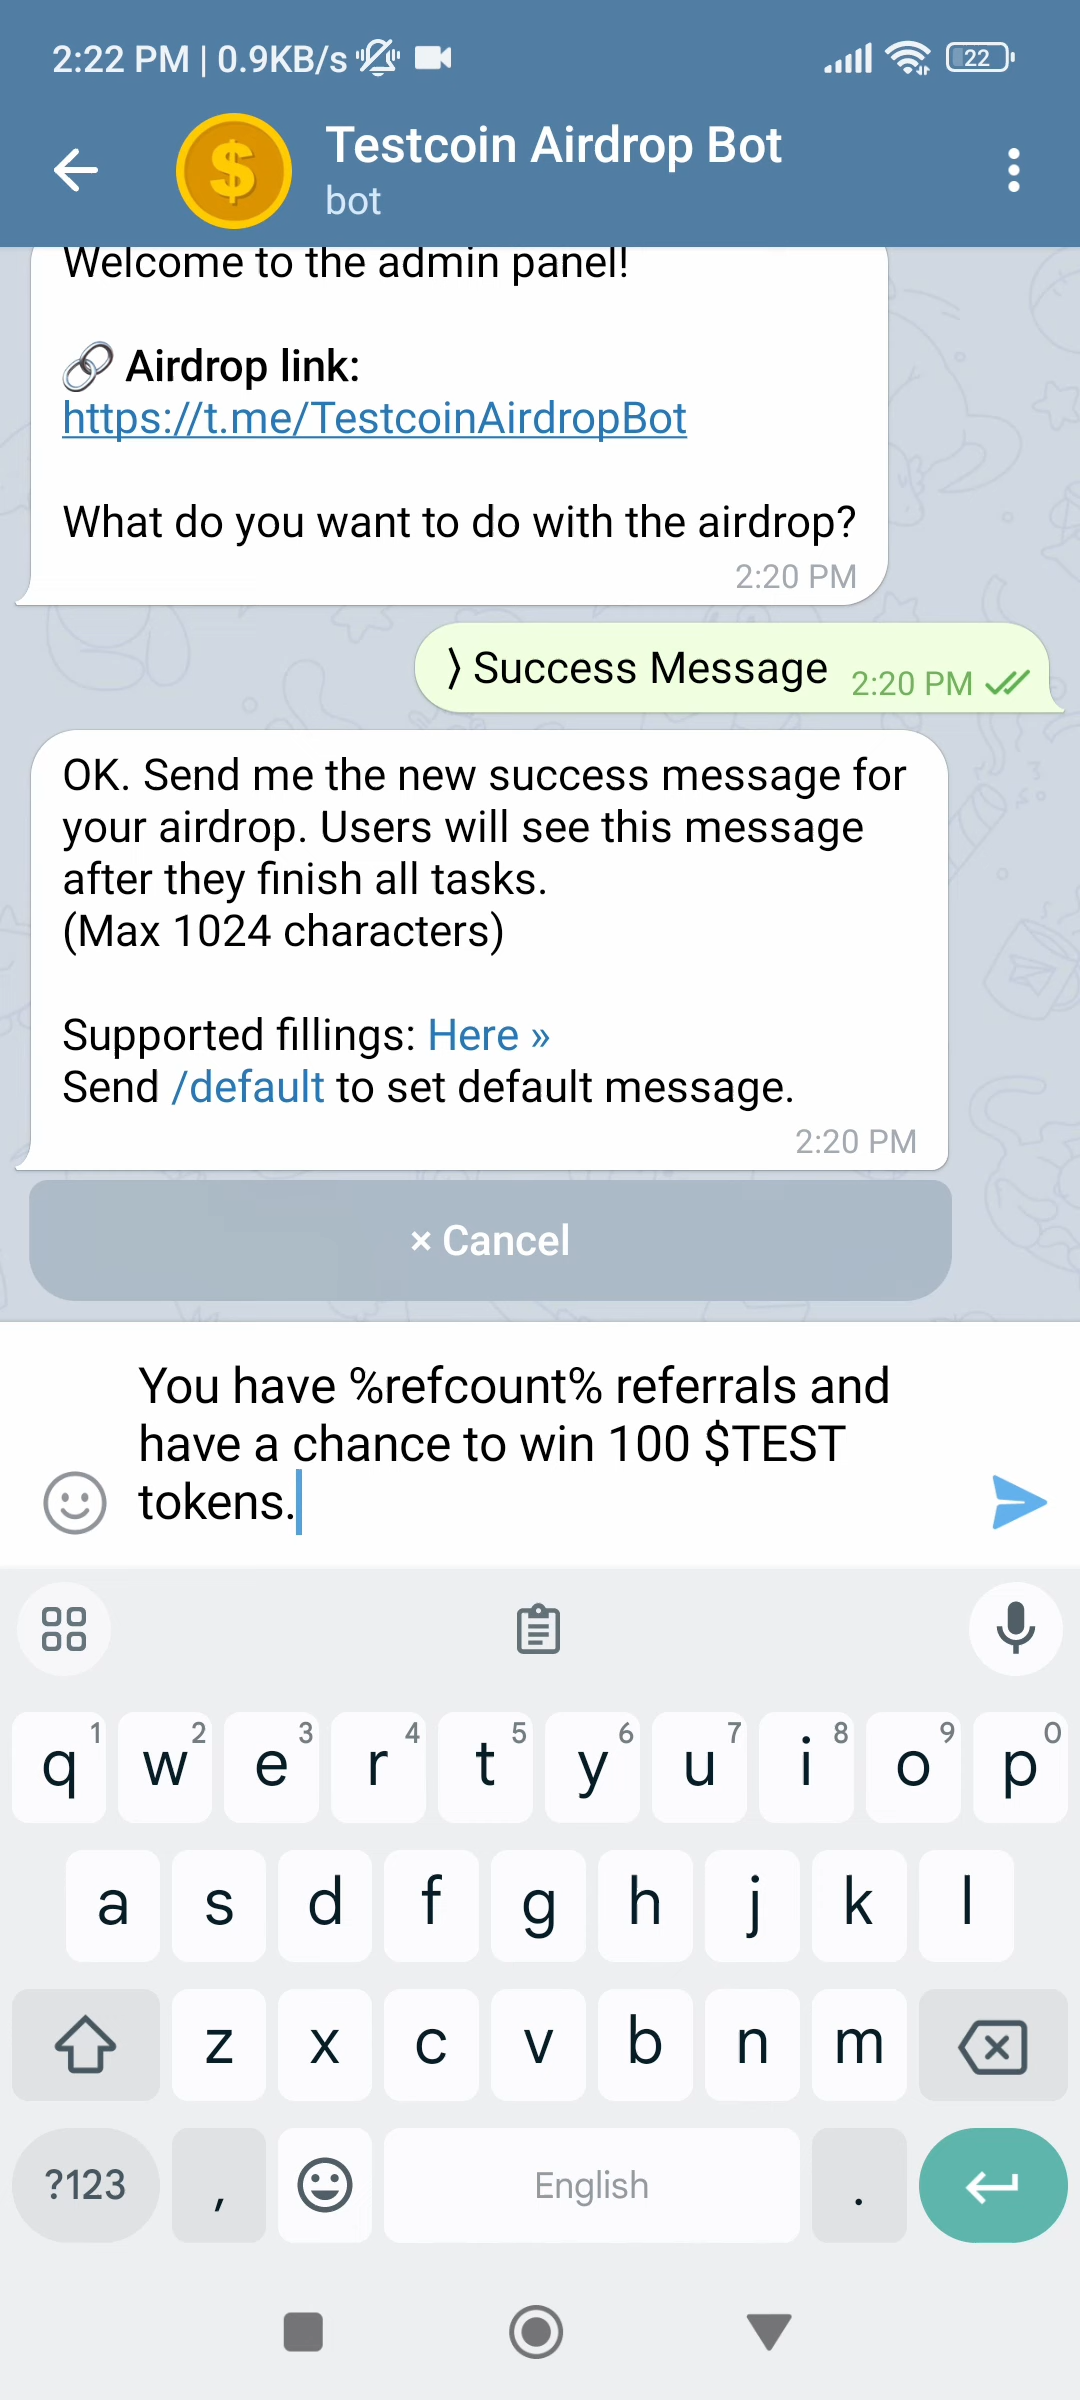 2:22 PM | 0.9KB/s
22
Testcoin Airdrop Bot
bot
Welcome to the admin panel!
Airdrop link:
https://t.me/TestcoinAirdropBot
What do you want to do with the airdrop?
2:20 PM
⟩ Success Message 2:20 PM
OK. Send me the new success message for
your airdrop. Users will see this message
after they finish all tasks.
(Max 1024 characters)
Supported fillings: Here »
Send /default to set default message.
2:20 PM
× Cancel
You have %refcount% referrals and
have a chance to win 100 $TEST
tokens.
q 1 w 2 e 3 r 4 t 5 y 6 u 7 i 8 o 9 p 0
a s d f g h j k l
z x c v b n m
?123 , English .